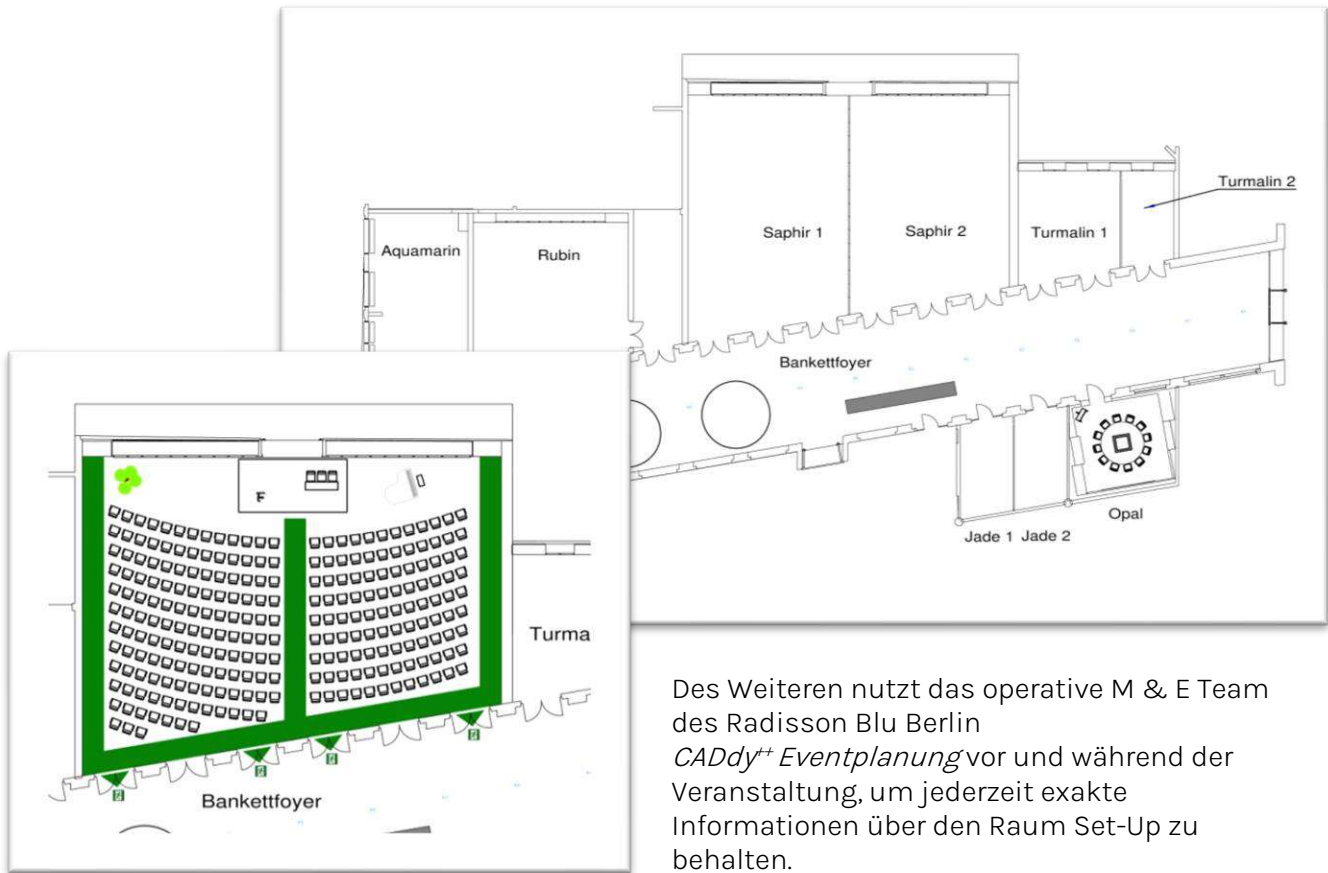 Turmalin 2
Saphir 1
Saphir 2
Turmalin 1
Aquamarin
Rubin
Bankettfoyer
Opal
Jade 1 Jade 2
F
Turma
Bankettfoyer
Des Weiteren nutzt das operative M & E Team
des Radisson Blu Berlin
CADdy++ Eventplanung vor und während der
Veranstaltung, um jederzeit exakte
Informationen über den Raum Set-Up zu
behalten.